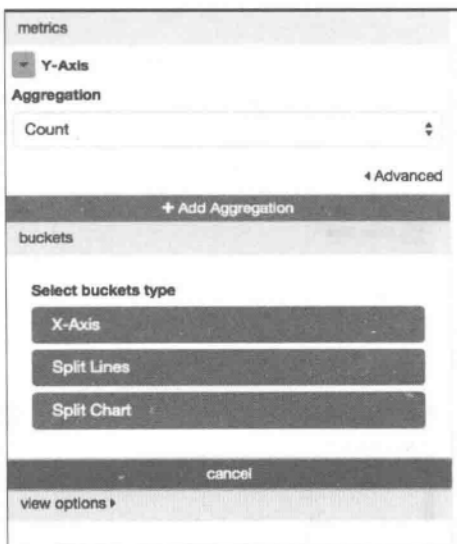 metrics
Y-Axis
Aggregation
Count
Advanced
+ Add Aggregation
buckets
Select buckets type
X-Axis
Split Lines
Split Chart
cancel
view options